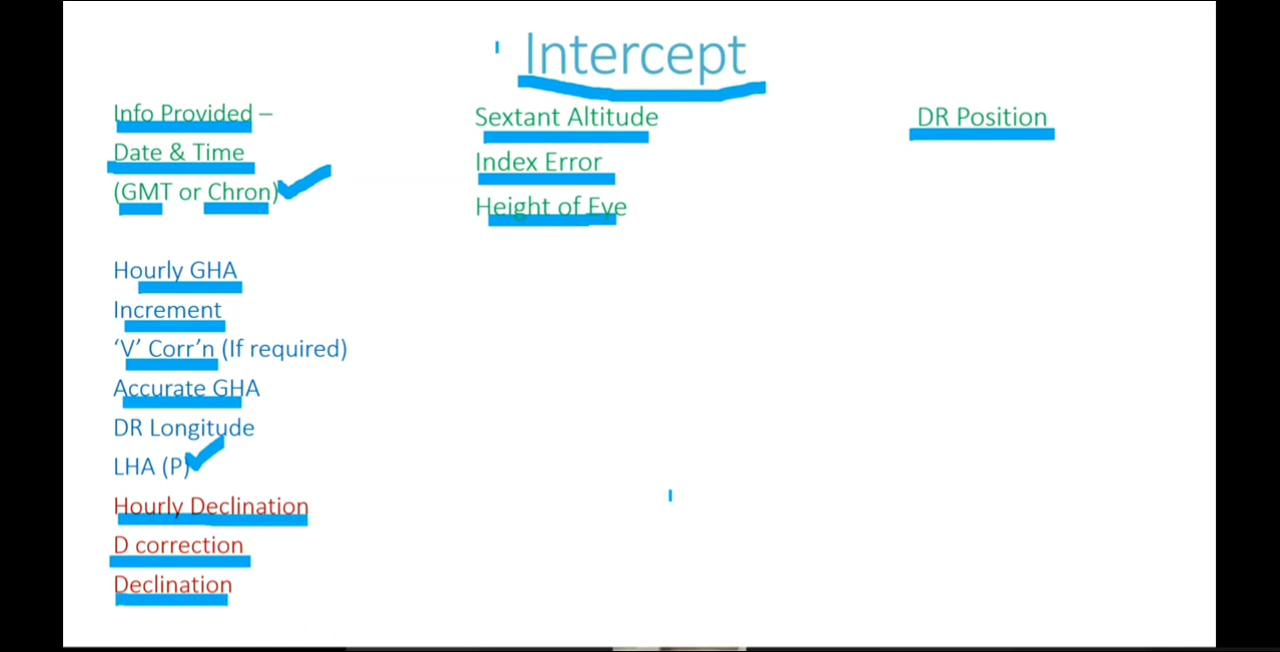 Intercept
Info Provided –
Date & Time
(GMT or Chron)
Sextant Altitude
Index Error
Height of Eye
DR Position
Hourly GHA
Increment
‘V’ Corr’n (If required)
Accurate GHA
DR Longitude
LHA (P)
Hourly Declination
D correction
Declination